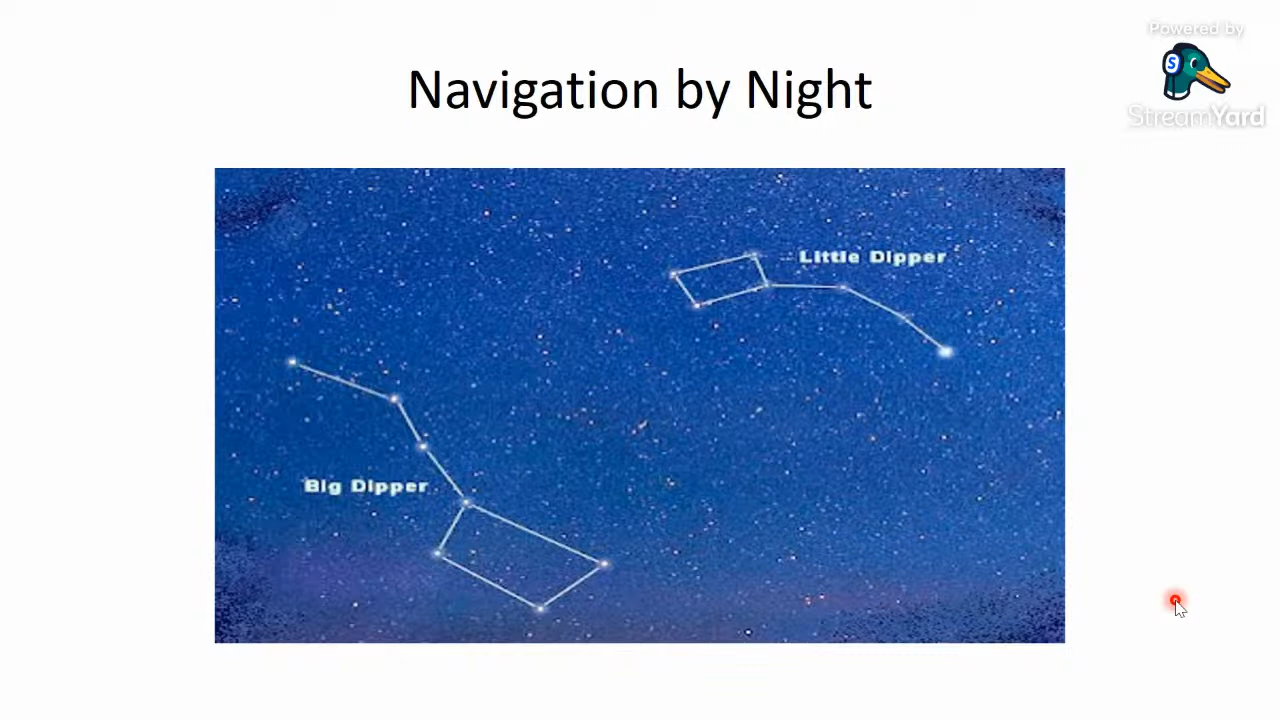 Powered by
StreamYard
Navigation by Night
Little Dipper
Big Dipper